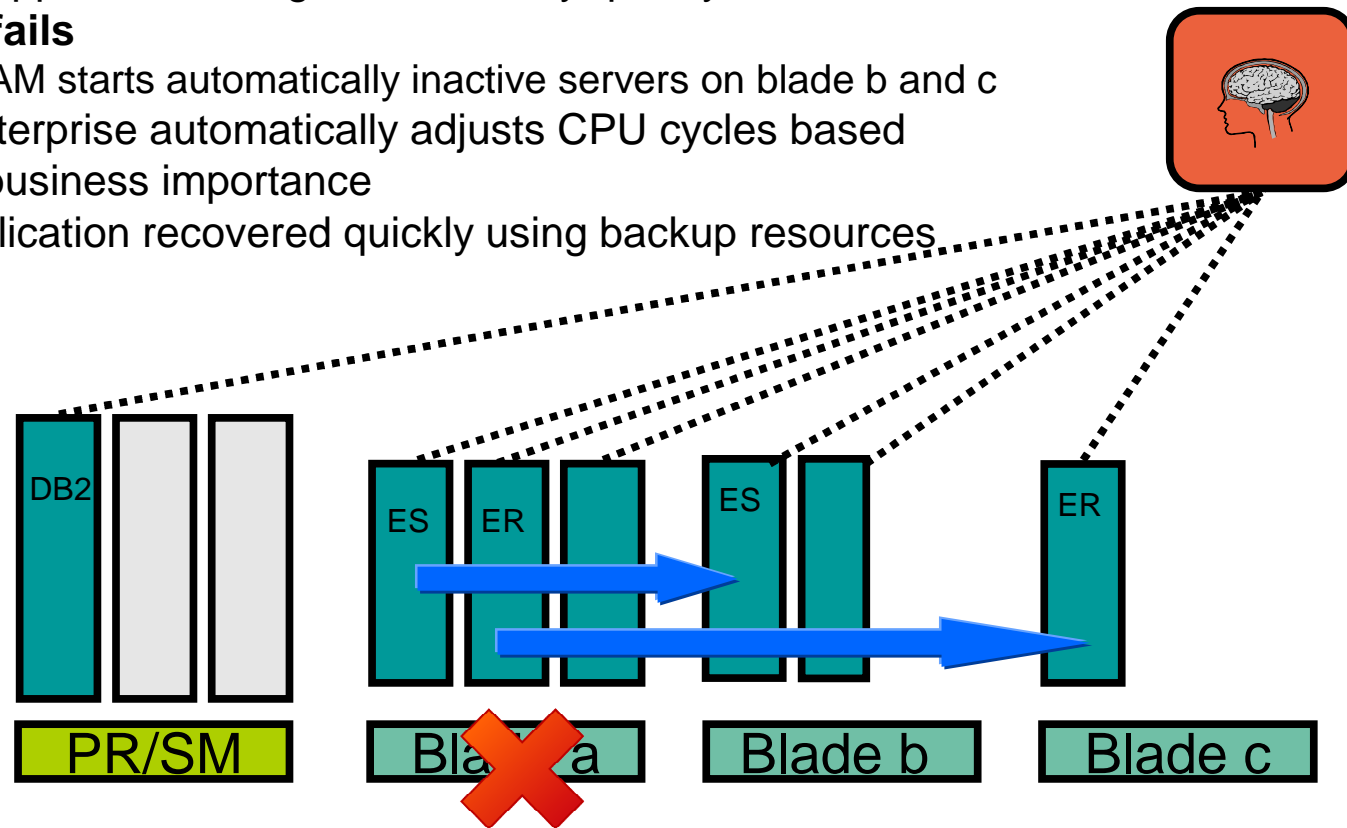 fails
AM starts automatically inactive servers on blade b and c
terprise automatically adjusts CPU cycles based
business importance
lication recovered quickly using backup resources
DB2
ES
ER
ES
ER
PR/SM
Bla a
Blade b
Blade c